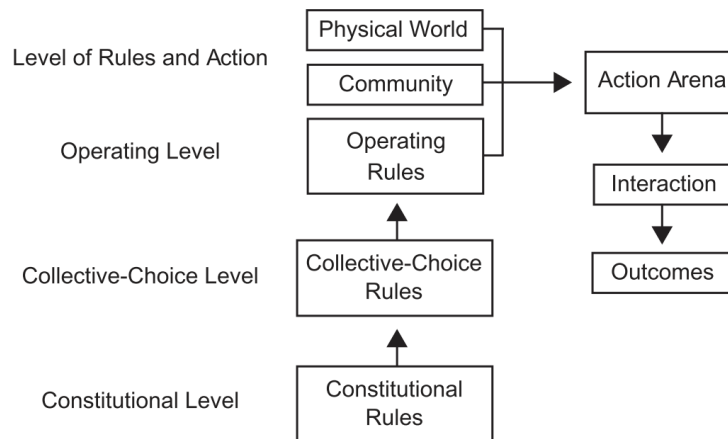 Level of Rules and Action
Physical World
Community
Action Arena
Operating Level
Operating
Rules
Interaction
Collective-Choice Level
Collective-Choice
Rules
Outcomes
Constitutional Level
Constitutional
Rules